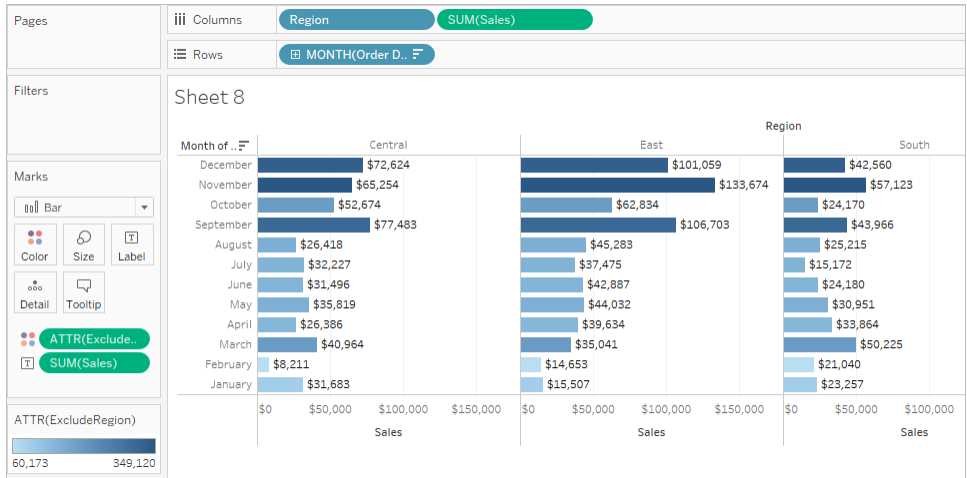 Pages
Columns
Region
SUM(Sales)
Rows
MONTH(Order D..
Filters
Sheet 8
Region
Month of ..
Central
East
South
December $72,624 $101,059 $42,560
November $65,254 $133,674 $57,123
October $52,674 $62,834 $24,170
September $77,483 $106,703 $43,966
August $26,418 $45,283 $25,215
July $32,227 $37,475 $15,172
June $31,496 $42,887 $24,180
May $35,819 $44,032 $30,951
April $26,386 $39,634 $33,864
March $40,964 $35,041 $50,225
February $8,211 $14,653 $21,040
January $31,683 $15,507 $23,257
$0 $50,000 $100,000 $150,000 $0 $50,000 $100,000 $150,000 $0 $50,000 $100,000
Sales Sales Sales
Marks
Bar
Color Size Label
Detail Tooltip
ATTR(Exclude..
SUM(Sales)
ATTR(ExcludeRegion)
60,173 349,120